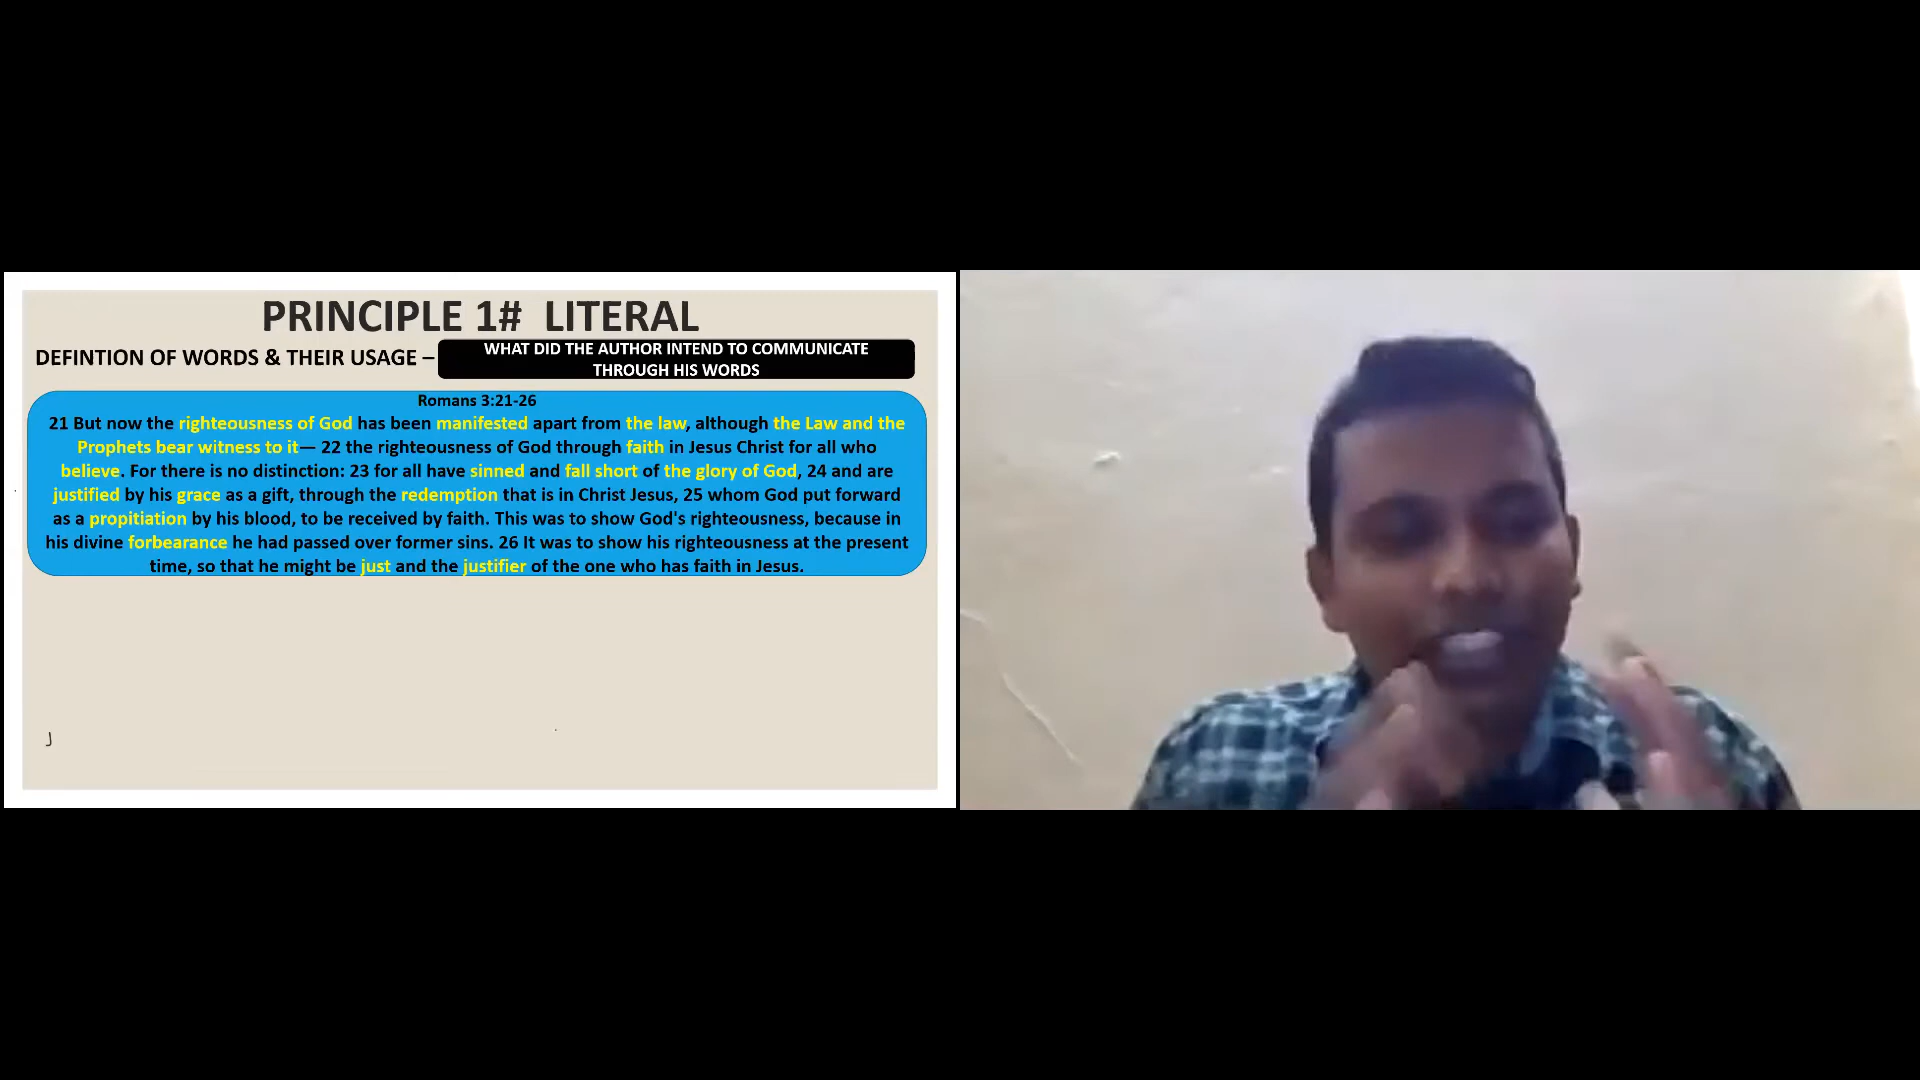 PRINCIPLE 1# LITERAL
DEFINTION OF WORDS & THEIR USAGE –
WHAT DID THE AUTHOR INTEND TO COMMUNICATE
THROUGH HIS WORDS
Romans 3:21-26
21 But now the righteousness of God has been manifested apart from the law, although the Law and the
Prophets bear witness to it— 22 the righteousness of God through faith in Jesus Christ for all who
believe. For there is no distinction: 23 for all have sinned and fall short of the glory of God, 24 and are
justified by his grace as a gift, through the redemption that is in Christ Jesus, 25 whom God put forward
as a propitiation by his blood, to be received by faith. This was to show God's righteousness, because in
his divine forbearance he had passed over former sins. 26 It was to show his righteousness at the present
time, so that he might be just and the justifier of the one who has faith in Jesus.